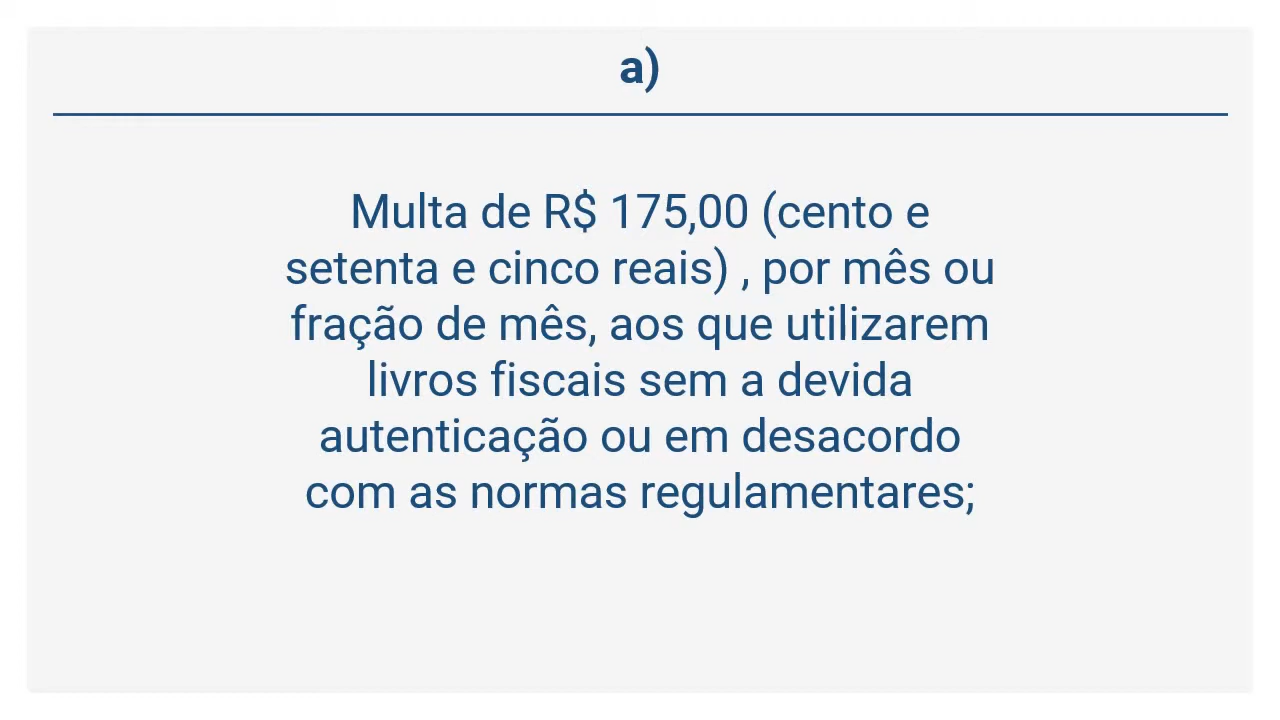 a)
Multa de R$ 175,00 (cento e
setenta e cinco reais) , por mês ou
fração de mês, aos que utilizarem
livros fiscais sem a devida
autenticação ou em desacordo
com as normas regulamentares;